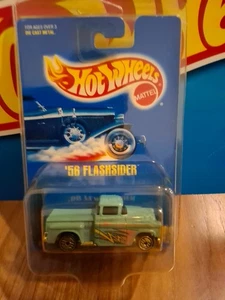 FOR AGES OVER 3
DIE CAST METAL
Hot Wheels
MATTEL
'56 FLASHSIDER